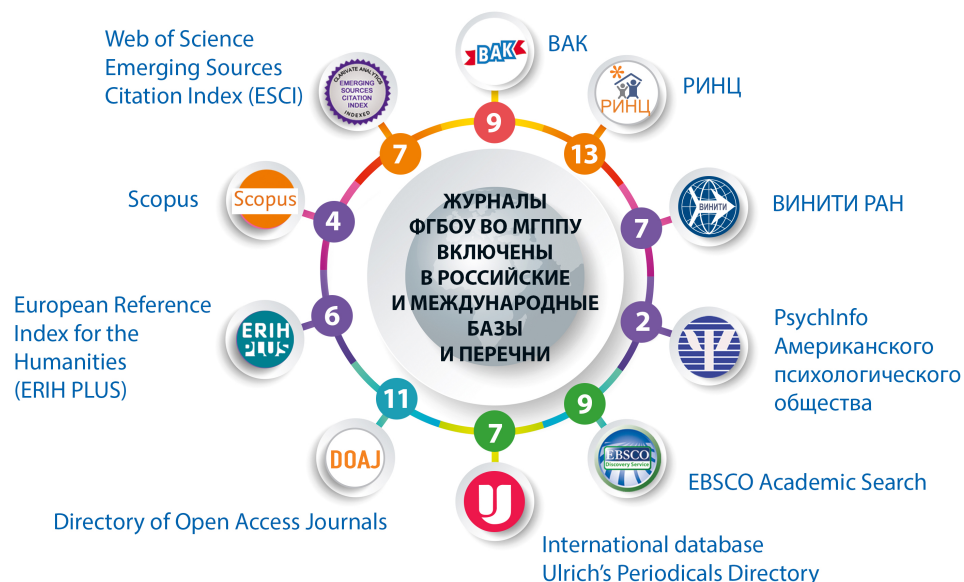 ЖУРНАЛЫ
ФГБОУ ВО МГППУ
ВКЛЮЧЕНЫ
В РОССИЙСКИЕ
И МЕЖДУНАРОДНЫЕ
БАЗЫ
И ПЕРЕЧНИ
ВАК
ВАК
9
РИНЦ
РИНЦ
13
ВИНИТИ
ВИНИТИ РАН
7
PsychInfo
Американского
психологического
общества
2
EBSCO
Discovery Service
EBSCO Academic Search
9
International database
Ulrich’s Periodicals Directory
7
DOAJ
Directory of Open Access Journals
11
ERIH
PLUS
European Reference
Index for the
Humanities
(ERIH PLUS)
6
Scopus
Scopus
4
Web of Science
Emerging Sources
Citation Index (ESCI)
CLARIVATE ANALYTICS
EMERGING
SOURCES
CITATION
INDEX
INDEXED
7